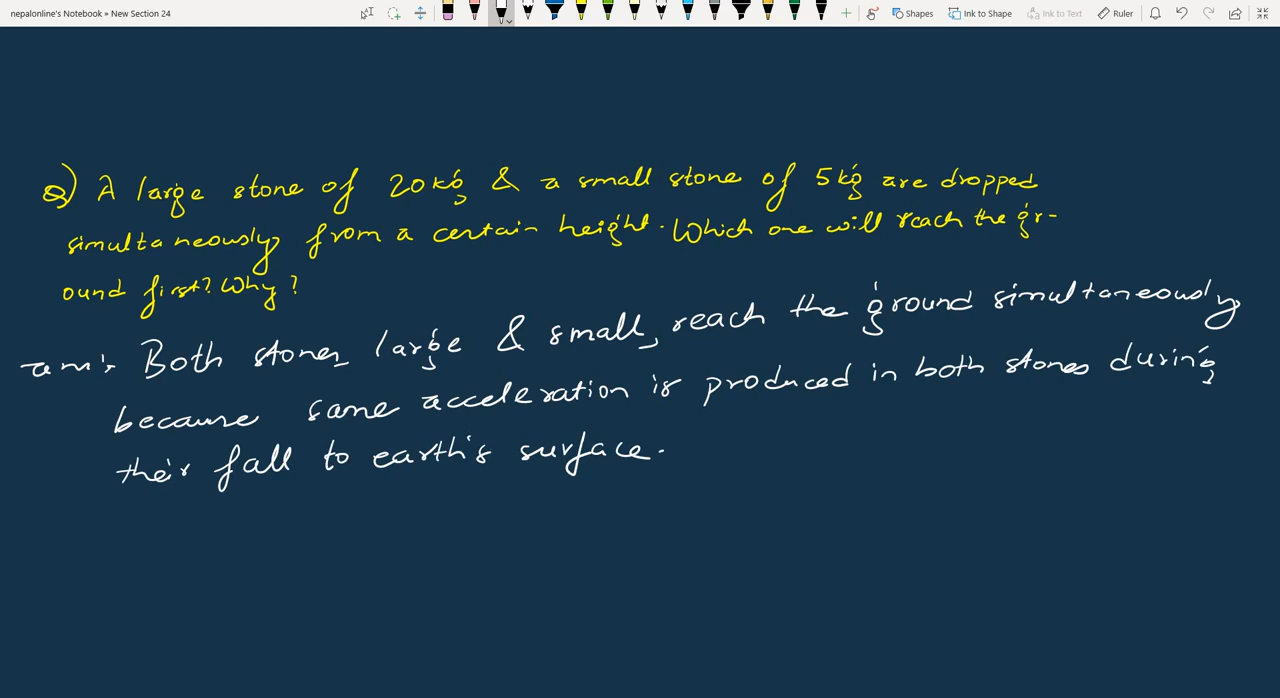 nepalonline's Notebook » New Section 24
Shapes Ink to Shape Ink to Text Ruler
Q) A large stone of 20kg & a small stone of 5kg are dropped
simultaneously from a certain height. Which one will reach the gr-
ound first? Why?
ans:- Both stones, large & small, reach the ground simultaneously
because same acceleration is produced in both stones during
their fall to earth's surface.